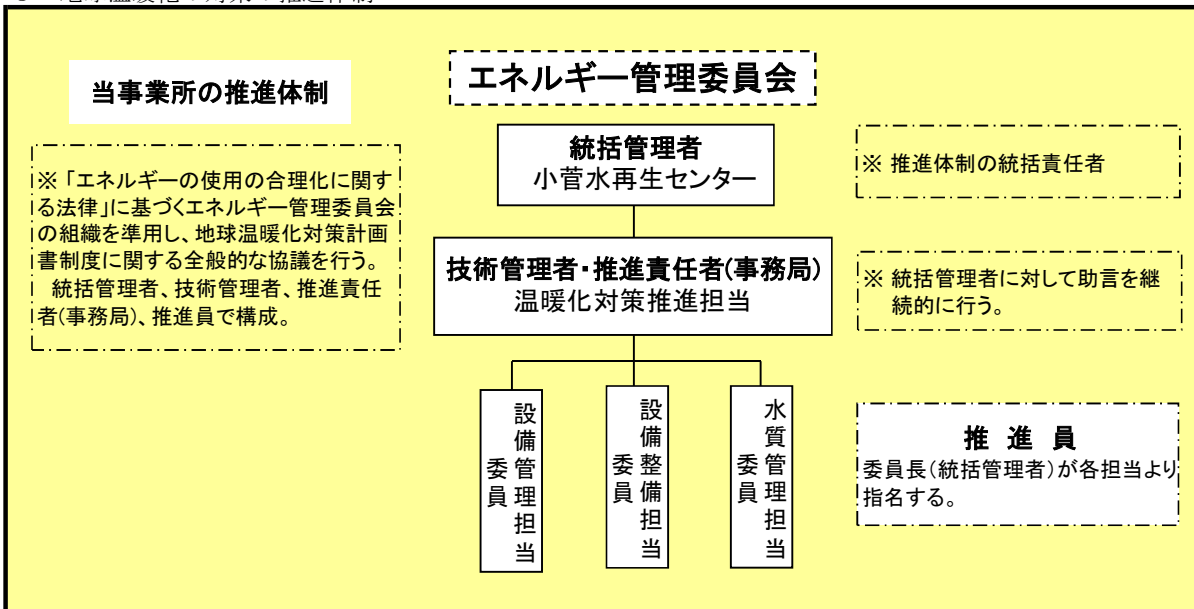 当事業所の推進体制
※「エネルギーの使用の合理化に関す
る法律」に基づくエネルギー管理委員会
の組織を準用し、地球温暖化対策計画
書制度に関する全般的な協議を行う。
統括管理者、技術管理者、推進責任
者(事務局)、推進員で構成。
エネルギー管理委員会
統括管理者
小菅水再生センター
※ 推進体制の統括責任者
技術管理者・推進責任者(事務局)
温暖化対策推進担当
※ 統括管理者に対して助言を継
続的に行う。
設備管理担当
委員
設備整備担当
委員
水質管理担当
委員
推 進 員
委員長(統括管理者)が各担当より
指名する。